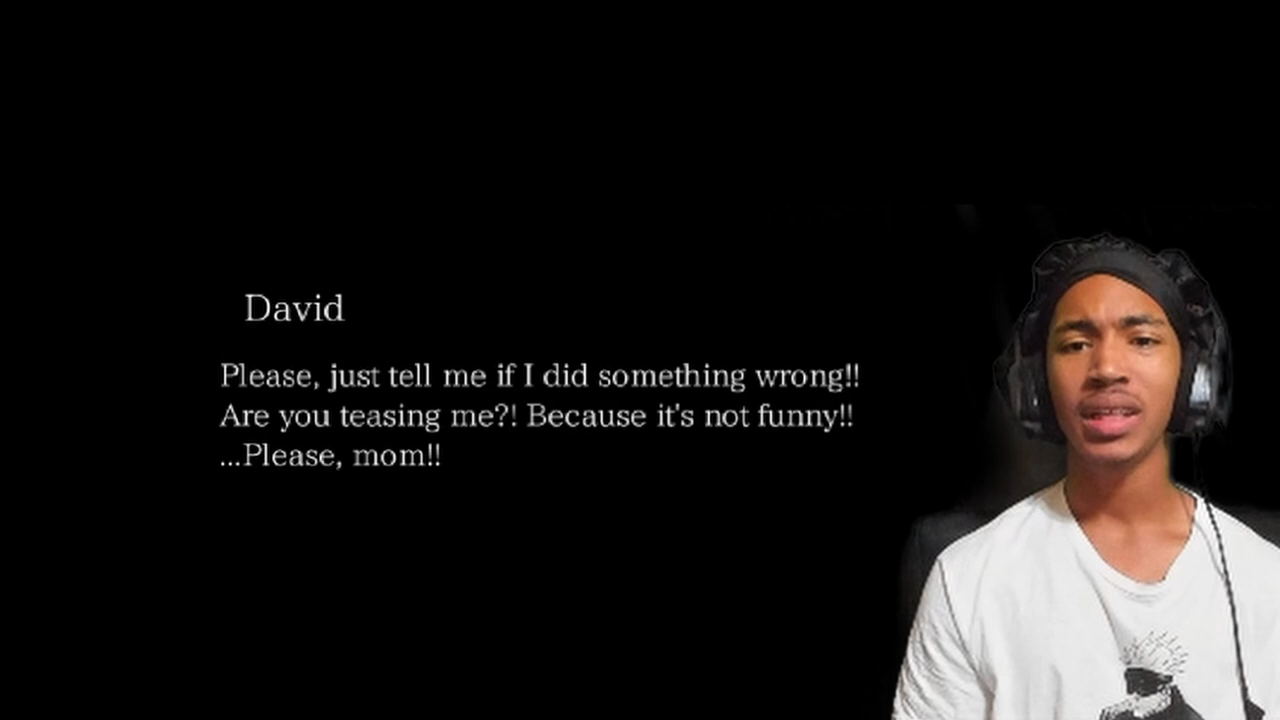 David
Please, just tell me if I did something wrong!!
Are you teasing me?! Because it's not funny!!
...Please, mom!!